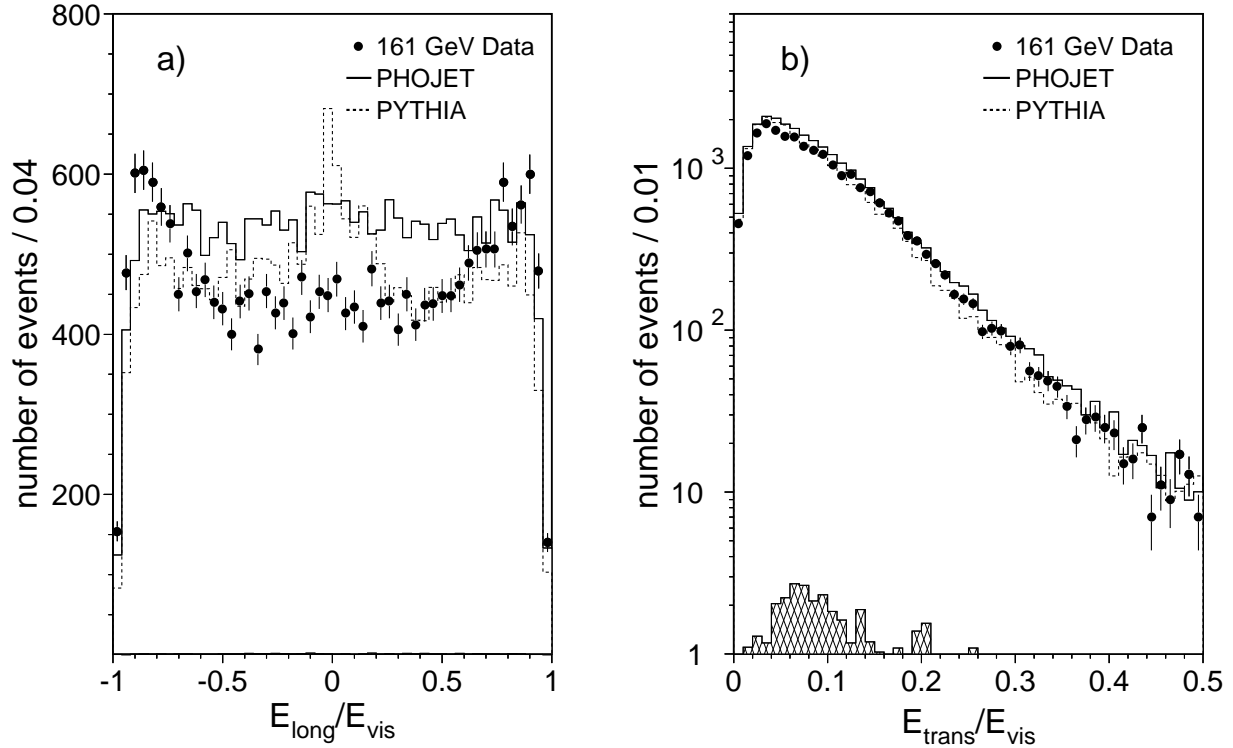 a)
161 GeV Data
PHOJET
PYTHIA
number of events / 0.04
800
600
400
200
-1
-0.5
0
0.5
1
E_long/E_vis
b)
161 GeV Data
PHOJET
PYTHIA
number of events / 0.01
10^3
10^2
10
1
0
0.1
0.2
0.3
0.4
0.5
E_trans/E_vis